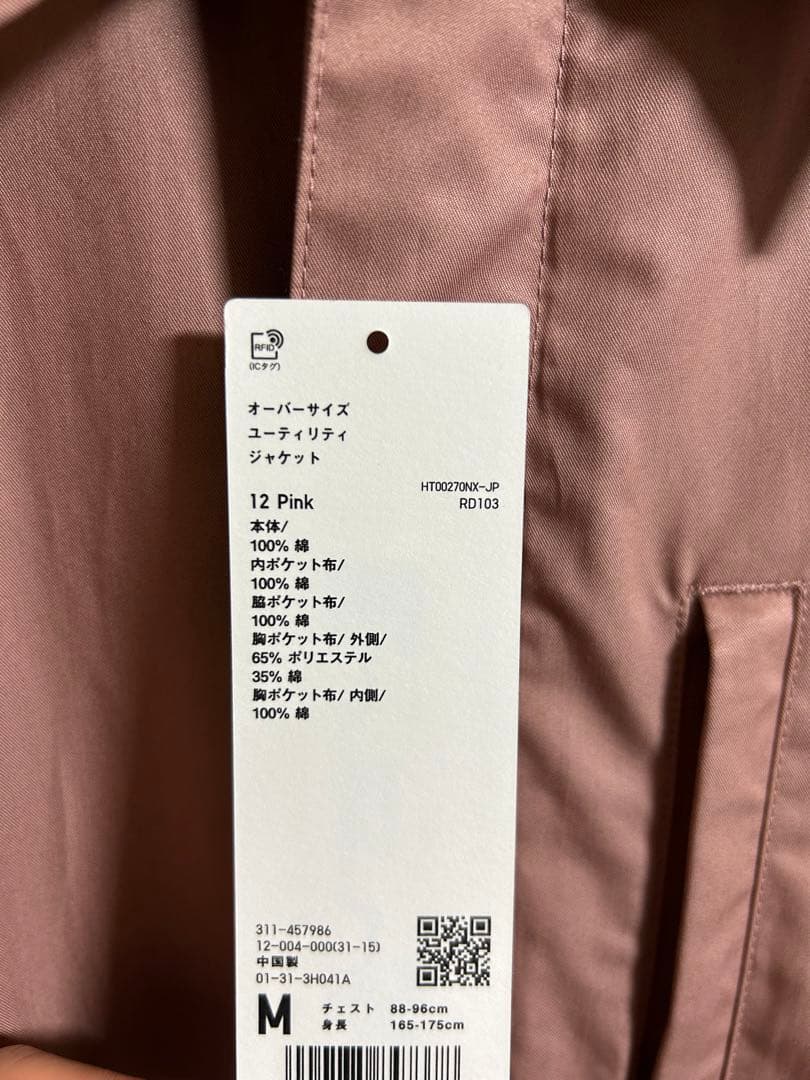 RFID
(ICタグ)
オーバーサイズ
ユーティリティ
ジャケット
HT00270NX-JP
12 Pink
RD103
本体/
100% 綿
内ポケット布/
100% 綿
脇ポケット布/
100% 綿
胸ポケット布/ 外側/
65% ポリエステル
35% 綿
胸ポケット布/ 内側/
100% 綿
311-457986
12-004-000(31-15)
中国製
01-31-3H041A
M チェスト 88-96cm
身長 165-175cm